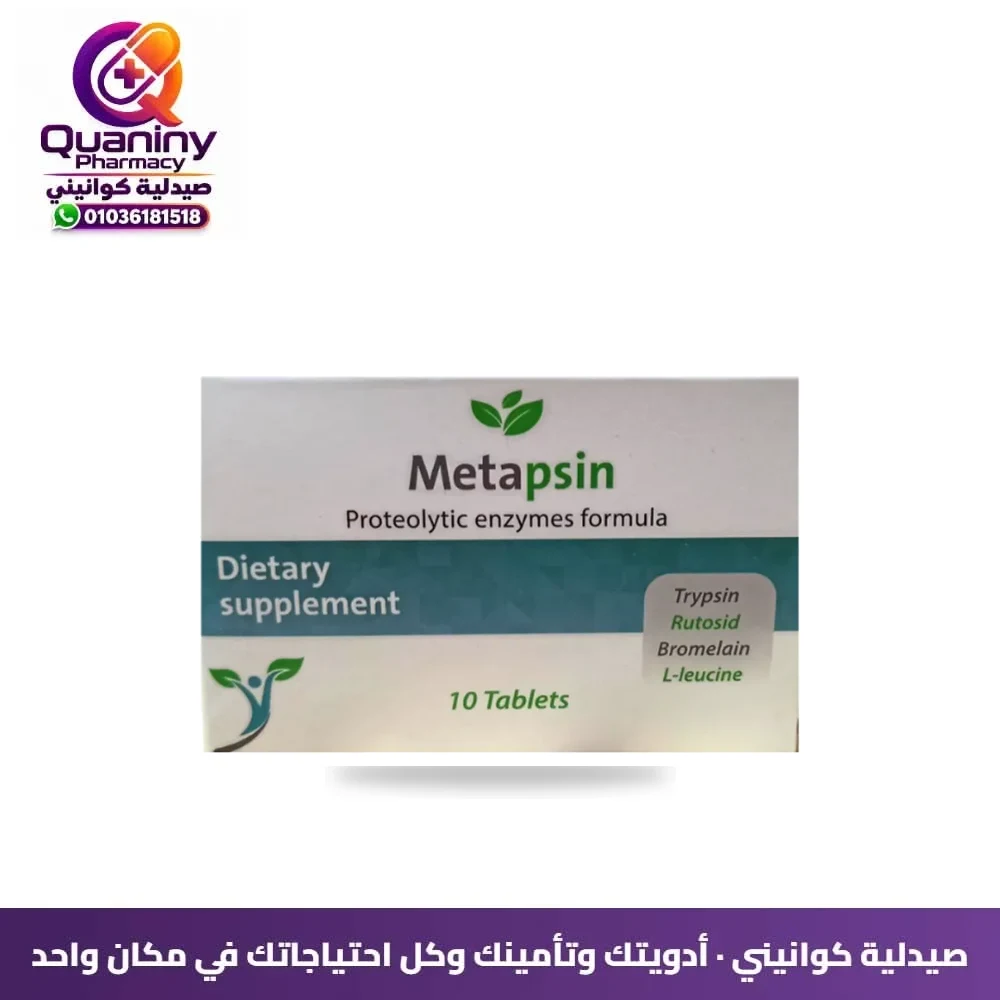 Quaniny
Pharmacy
صيدلية كوانيني
01036181518
Metapsin
Proteolytic enzymes formula
Dietary
supplement
Trypsin
Rutosid
Bromelain
L-leucine
10 Tablets
صيدلية كوانيني · أدويتك وتأمينك وكل احتياجاتك في مكان واحد